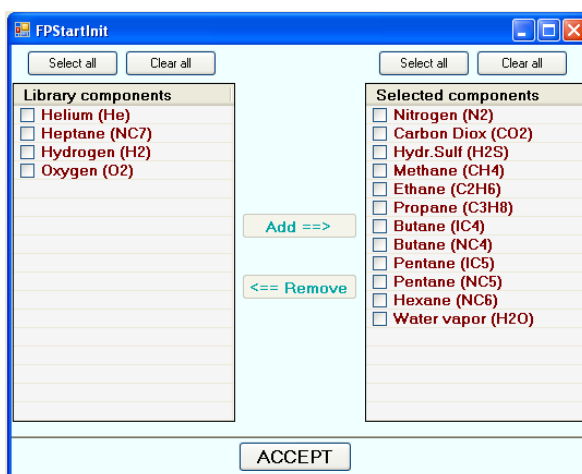 FPStartInit
Select all Clear all Select all Clear all
Library components
Helium (He)
Heptane (NC7)
Hydrogen (H2)
Oxygen (O2)
Add ==>
<== Remove
Selected components
Nitrogen (N2)
Carbon Diox (CO2)
Hydr.Sulf (H2S)
Methane (CH4)
Ethane (C2H6)
Propane (C3H8)
Butane (IC4)
Butane (NC4)
Pentane (IC5)
Pentane (NC5)
Hexane (NC6)
Water vapor (H2O)
ACCEPT